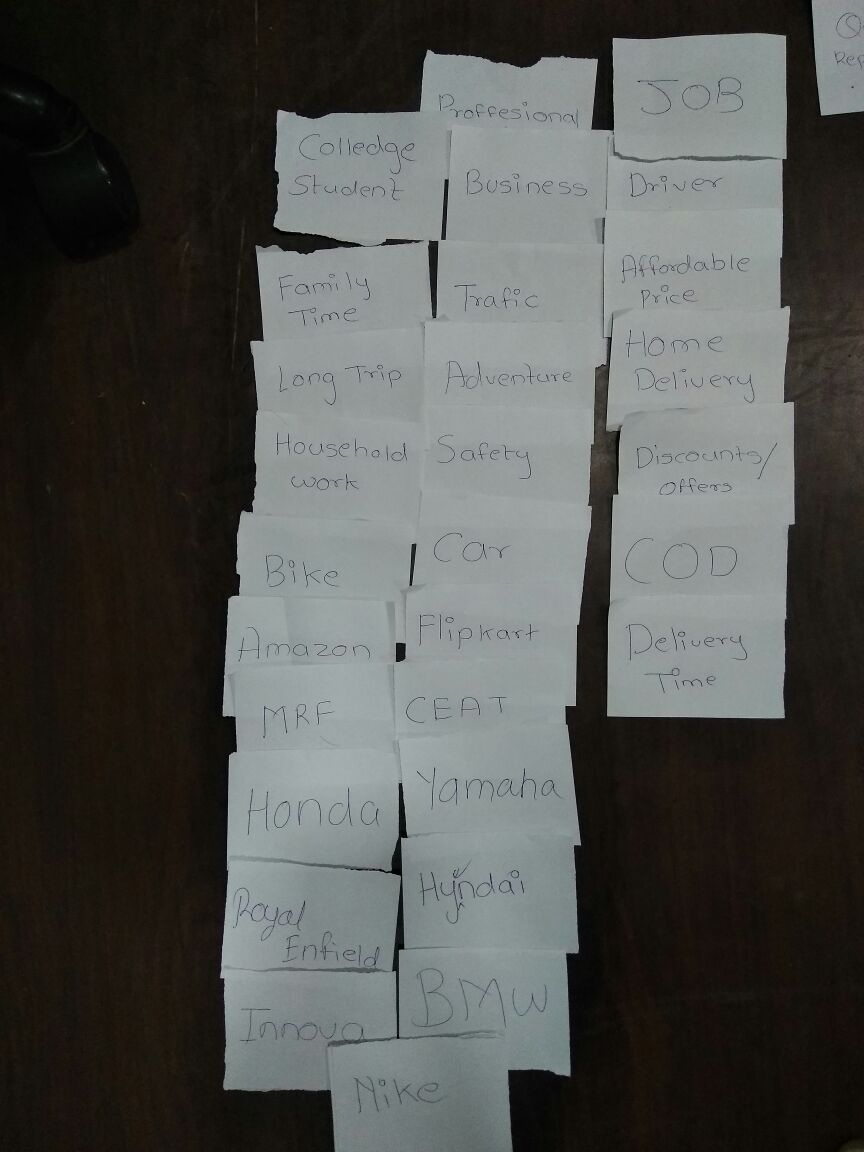 Proffesional
JOB
Colledge
Student
Business
Driver
Family
Time
Trafic
Affordable
Price
Long Trip
Adventure
Home
Delivery
Household
work
Safety
Discounts/
Offers
Bike
Car
COD
Amazon
Flipkart
Delivery
Time
MRF
CEAT
Honda
Yamaha
Royal
Enfield
Hyndai
Innova
BMW
Nike